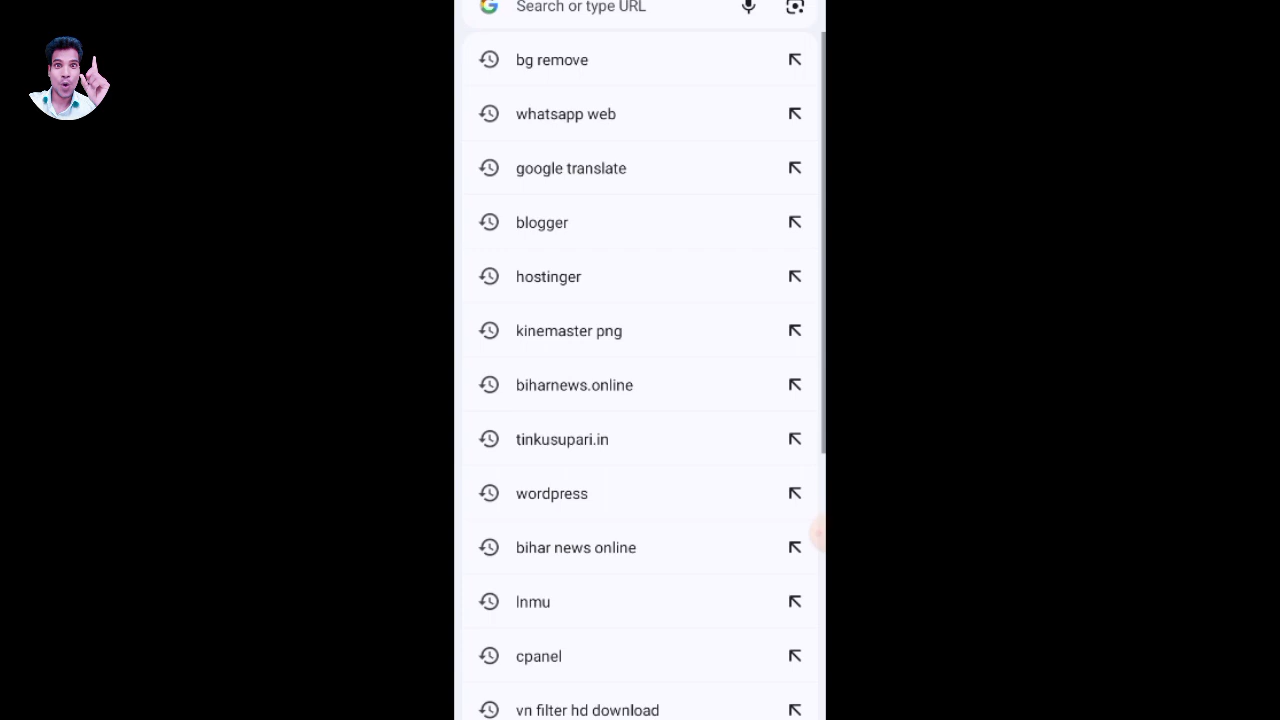 Search or type URL
bg remove
whatsapp web
google translate
blogger
hostinger
kinemaster png
biharnews.online
tinkusupari.in
wordpress
bihar news online
lnmu
cpanel
vn filter hd download